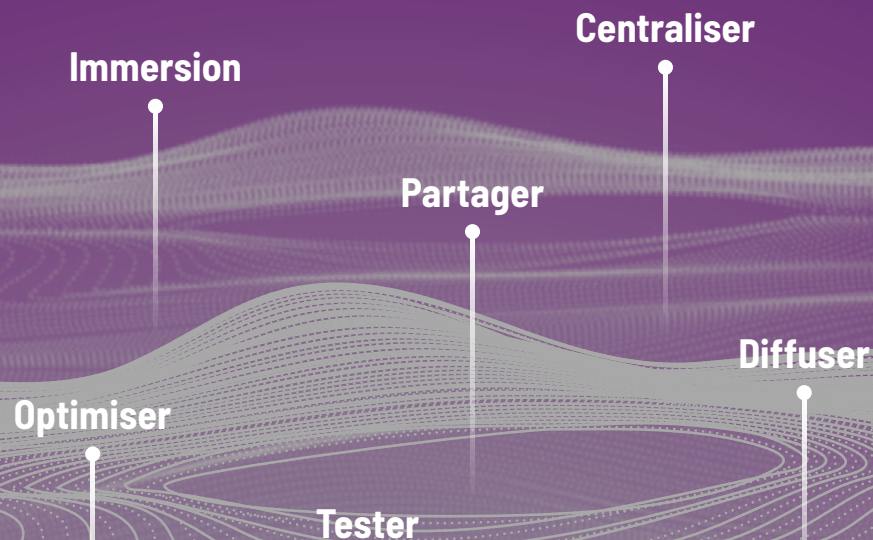 Centraliser
Immersion
Partager
Diffuser
Optimiser
Tester